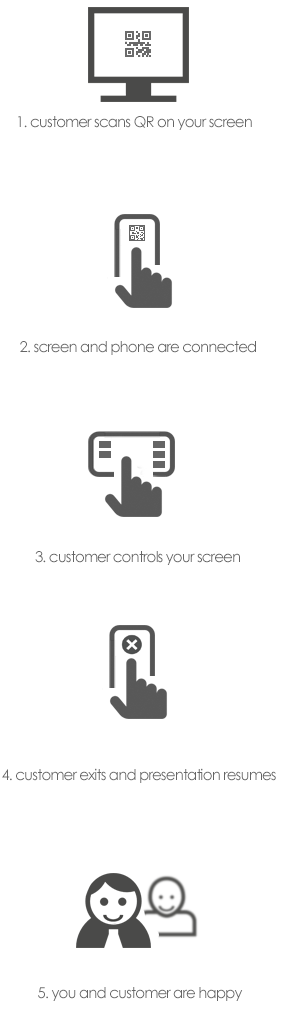 1. customer scans QR on your screen
2. screen and phone are connected
3. customer controls your screen
4. customer exits and presentation resumes
5. you and customer are happy